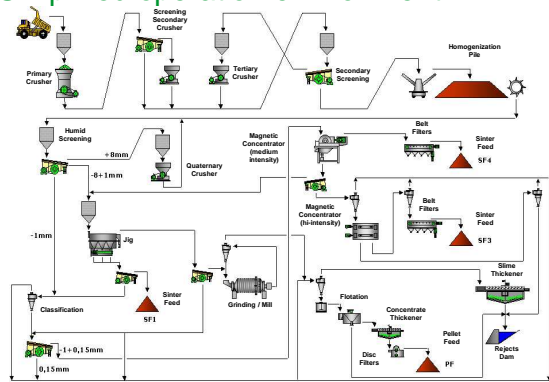 Screening
Secondary
Crusher
Primary
Crusher
Tertiary
Crusher
Secondary
Screening
Homogenization
Pile
Humid
Screening
+8mm
-8+1mm
Quaternary
Crusher
Magnetic
Concentrator
(medium
intensity)
Belt
Filters
Sinter
Feed
SF4
Magnetic
Concentrator
(hi-intensity)
Belt
Filters
Sinter
Feed
SF3
-1mm
Jig
Sinter
Feed
SF1
Grinding / Mill
Classification
-1+0,15mm
0,15mm
Flotation
Concentrate
Thickener
Disc
Filters
Pellet
Feed
PF
Slime
Thickener
Rejects
Dam